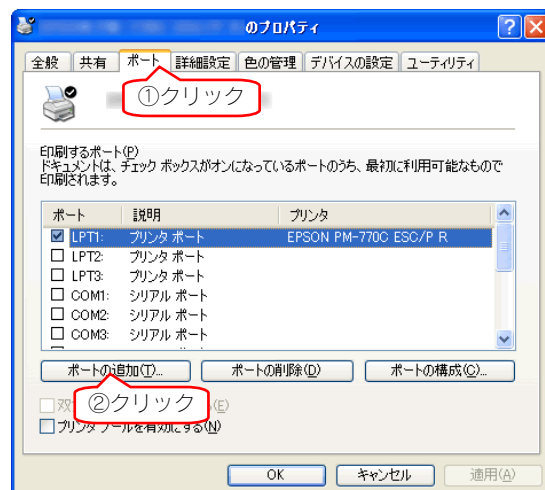 のプロパティ
全般 共有 ポート 詳細設定 色の管理 デバイスの設定 ユーティリティ
①クリック
印刷するポート(P)
ドキュメントは、チェック ボックスがオンになっているポートのうち、最初に利用可能なもので
印刷されます。
ポート 説明 プリンタ
LPT1: プリンタ ポート EPSON PM-770C ESC/P R
LPT2: プリンタ ポート
LPT3: プリンタ ポート
COM1: シリアル ポート
COM2: シリアル ポート
COM3: シリアル ポート
ポートの追加(T)... ポートの削除(D) ポートの構成(C)...
②クリック
双 (E)
プリンタ プールを有効にする(N)
OK キャンセル 適用(A)